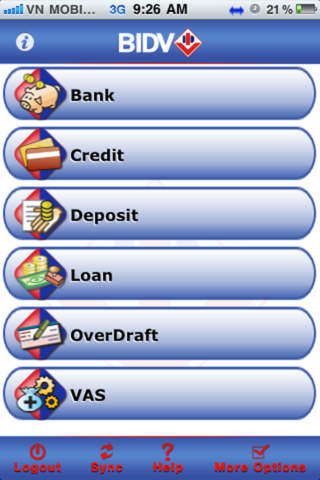 VN MOBI... 3G 9:26 AM 21%
i BIDV
Bank
Credit
Deposit
Loan
OverDraft
VAS
Logout Sync Help More Options